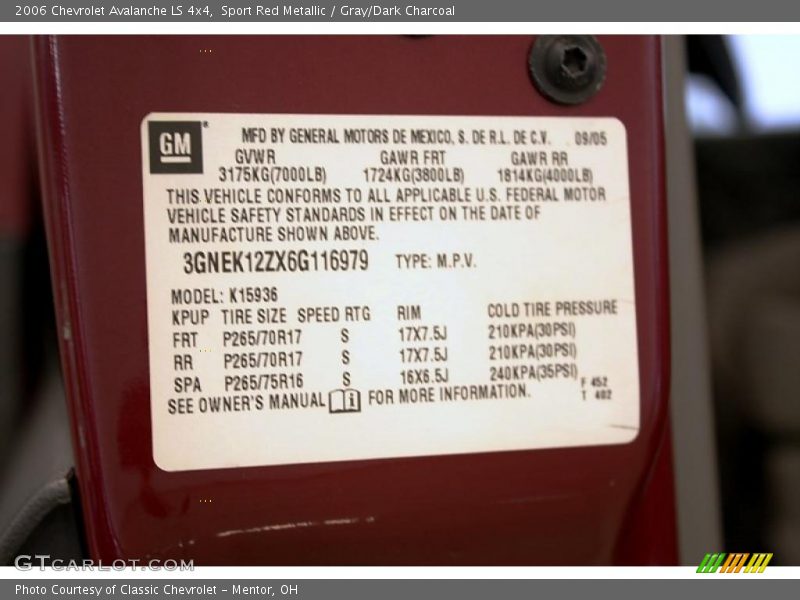 2006 Chevrolet Avalanche LS 4x4, Sport Red Metallic / Gray/Dark Charcoal
GM MFD BY GENERAL MOTORS DE MEXICO, S. DE R.L. DE C.V. 09/05
GVWR GAWR FRT GAWR RR
3175KG(7000LB) 1724KG(3800LB) 1814KG(4000LB)
THIS VEHICLE CONFORMS TO ALL APPLICABLE U.S. FEDERAL MOTOR
VEHICLE SAFETY STANDARDS IN EFFECT ON THE DATE OF
MANUFACTURE SHOWN ABOVE.
3GNEK12ZX6G116979 TYPE: M.P.V.
MODEL: K15936
KPUP TIRE SIZE SPEED RTG RIM COLD TIRE PRESSURE
FRT P265/70R17 S 17X7.5J 210KPA(30PSI)
RR P265/70R17 S 17X7.5J 210KPA(30PSI)
SPA P265/75R16 S 16X6.5J 240KPA(35PSI)
SEE OWNER'S MANUAL i FOR MORE INFORMATION.
F 452
T 402
GTCARLOT.COM
Photo Courtesy of Classic Chevrolet - Mentor, OH